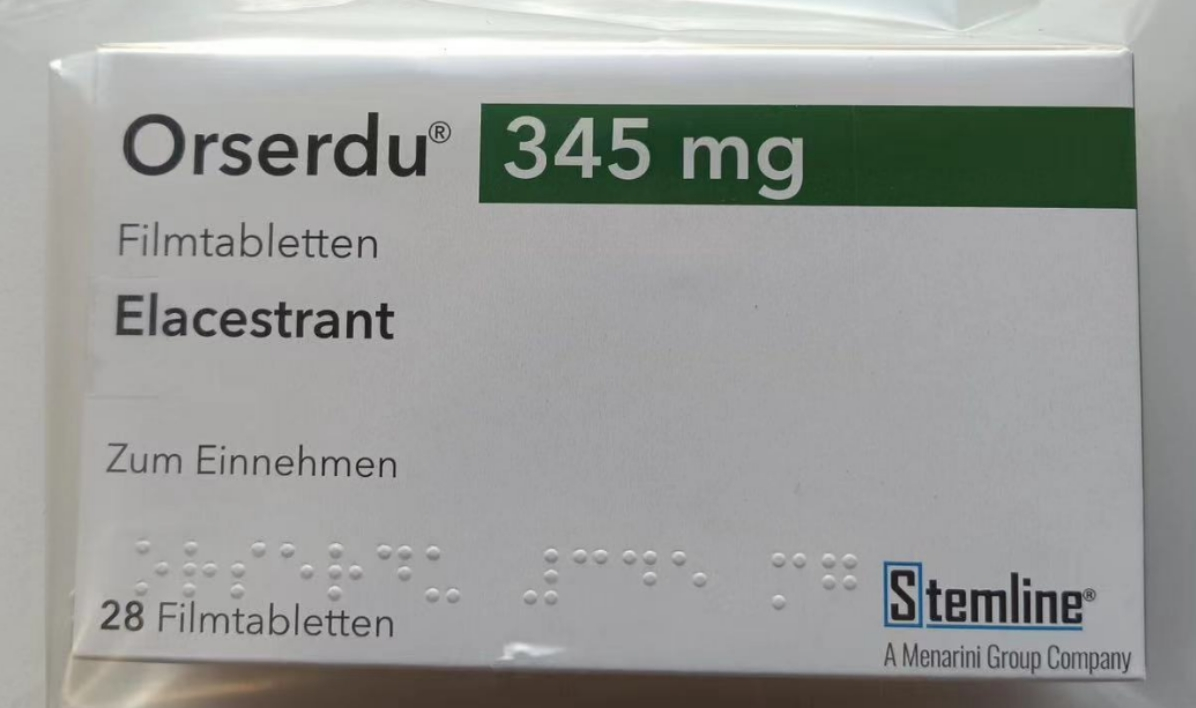 Orserdu® 345 mg
Filmtabletten
Elacestrant
Zum Einnehmen
28 Filmtabletten
Stemline®
A Menarini Group Company